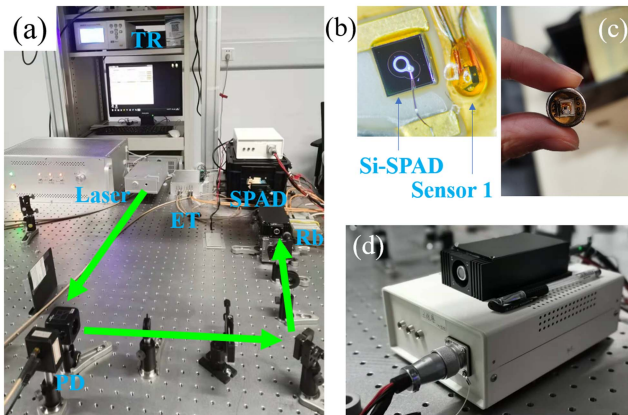 (a)
TR
Laser
ET
SPAD
Rb
PD
(b)
Si-SPAD
Sensor 1
(c)
(d)